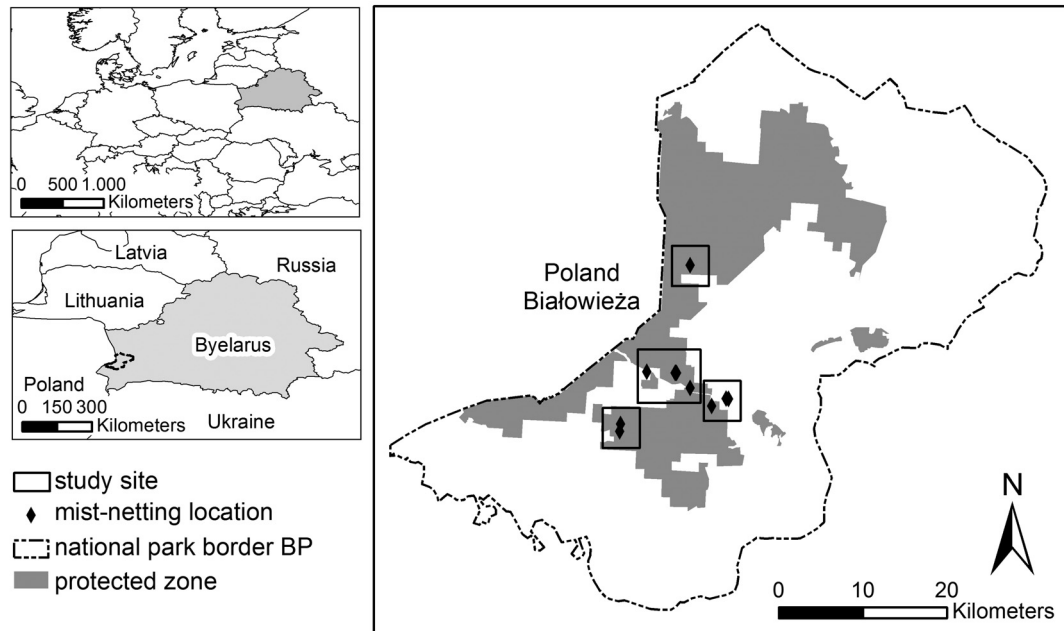 0 500 1.000
Kilometers
Latvia
Russia
Lithuania
Byelarus
Poland
0 150 300
Kilometers
Ukraine
study site
mist-netting location
national park border BP
protected zone
Poland
Białowieża
N
0 10 20
Kilometers